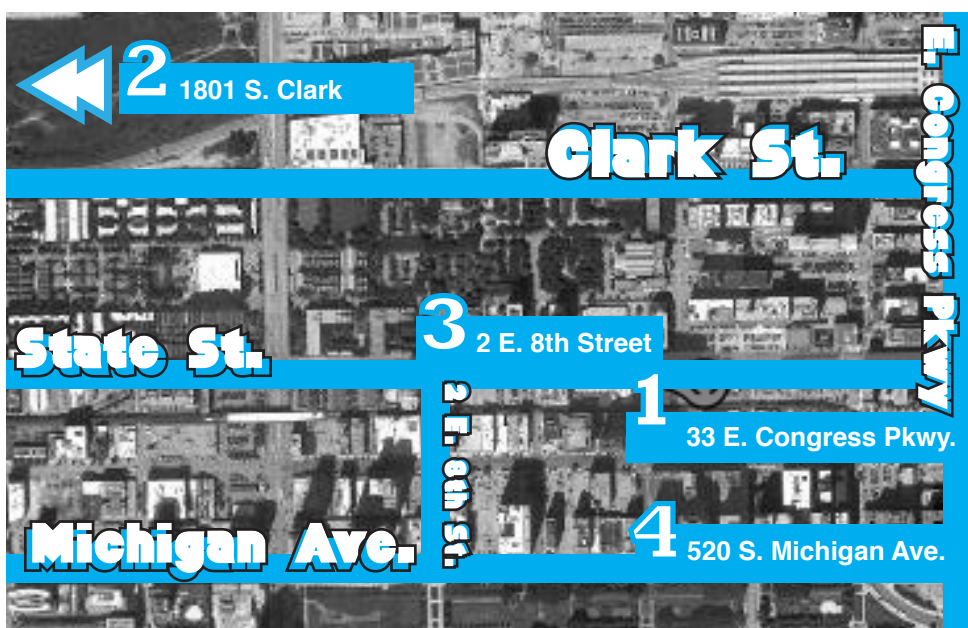 2 1801 S. Clark
E. Congress Pkwy
Clark St.
3 2 E. 8th Street
State St.
1 33 E. Congress Pkwy.
2 E. 8th St.
4 520 S. Michigan Ave.
Michigan Ave.